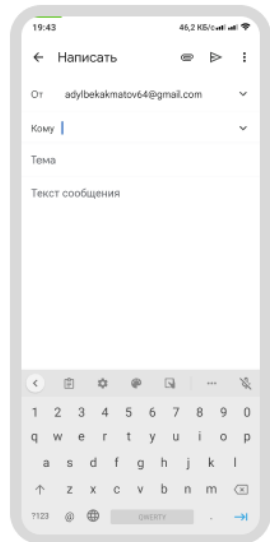 19:43 46,2 КБ/с
Написать
От adylbekakmatov64@gmail.com
Кому
Тема
Текст сообщения
1 2 3 4 5 6 7 8 9 0
q w e r t y u i o p
a s d f g h j k l
z x c v b n m
?123 @ QWERTY .